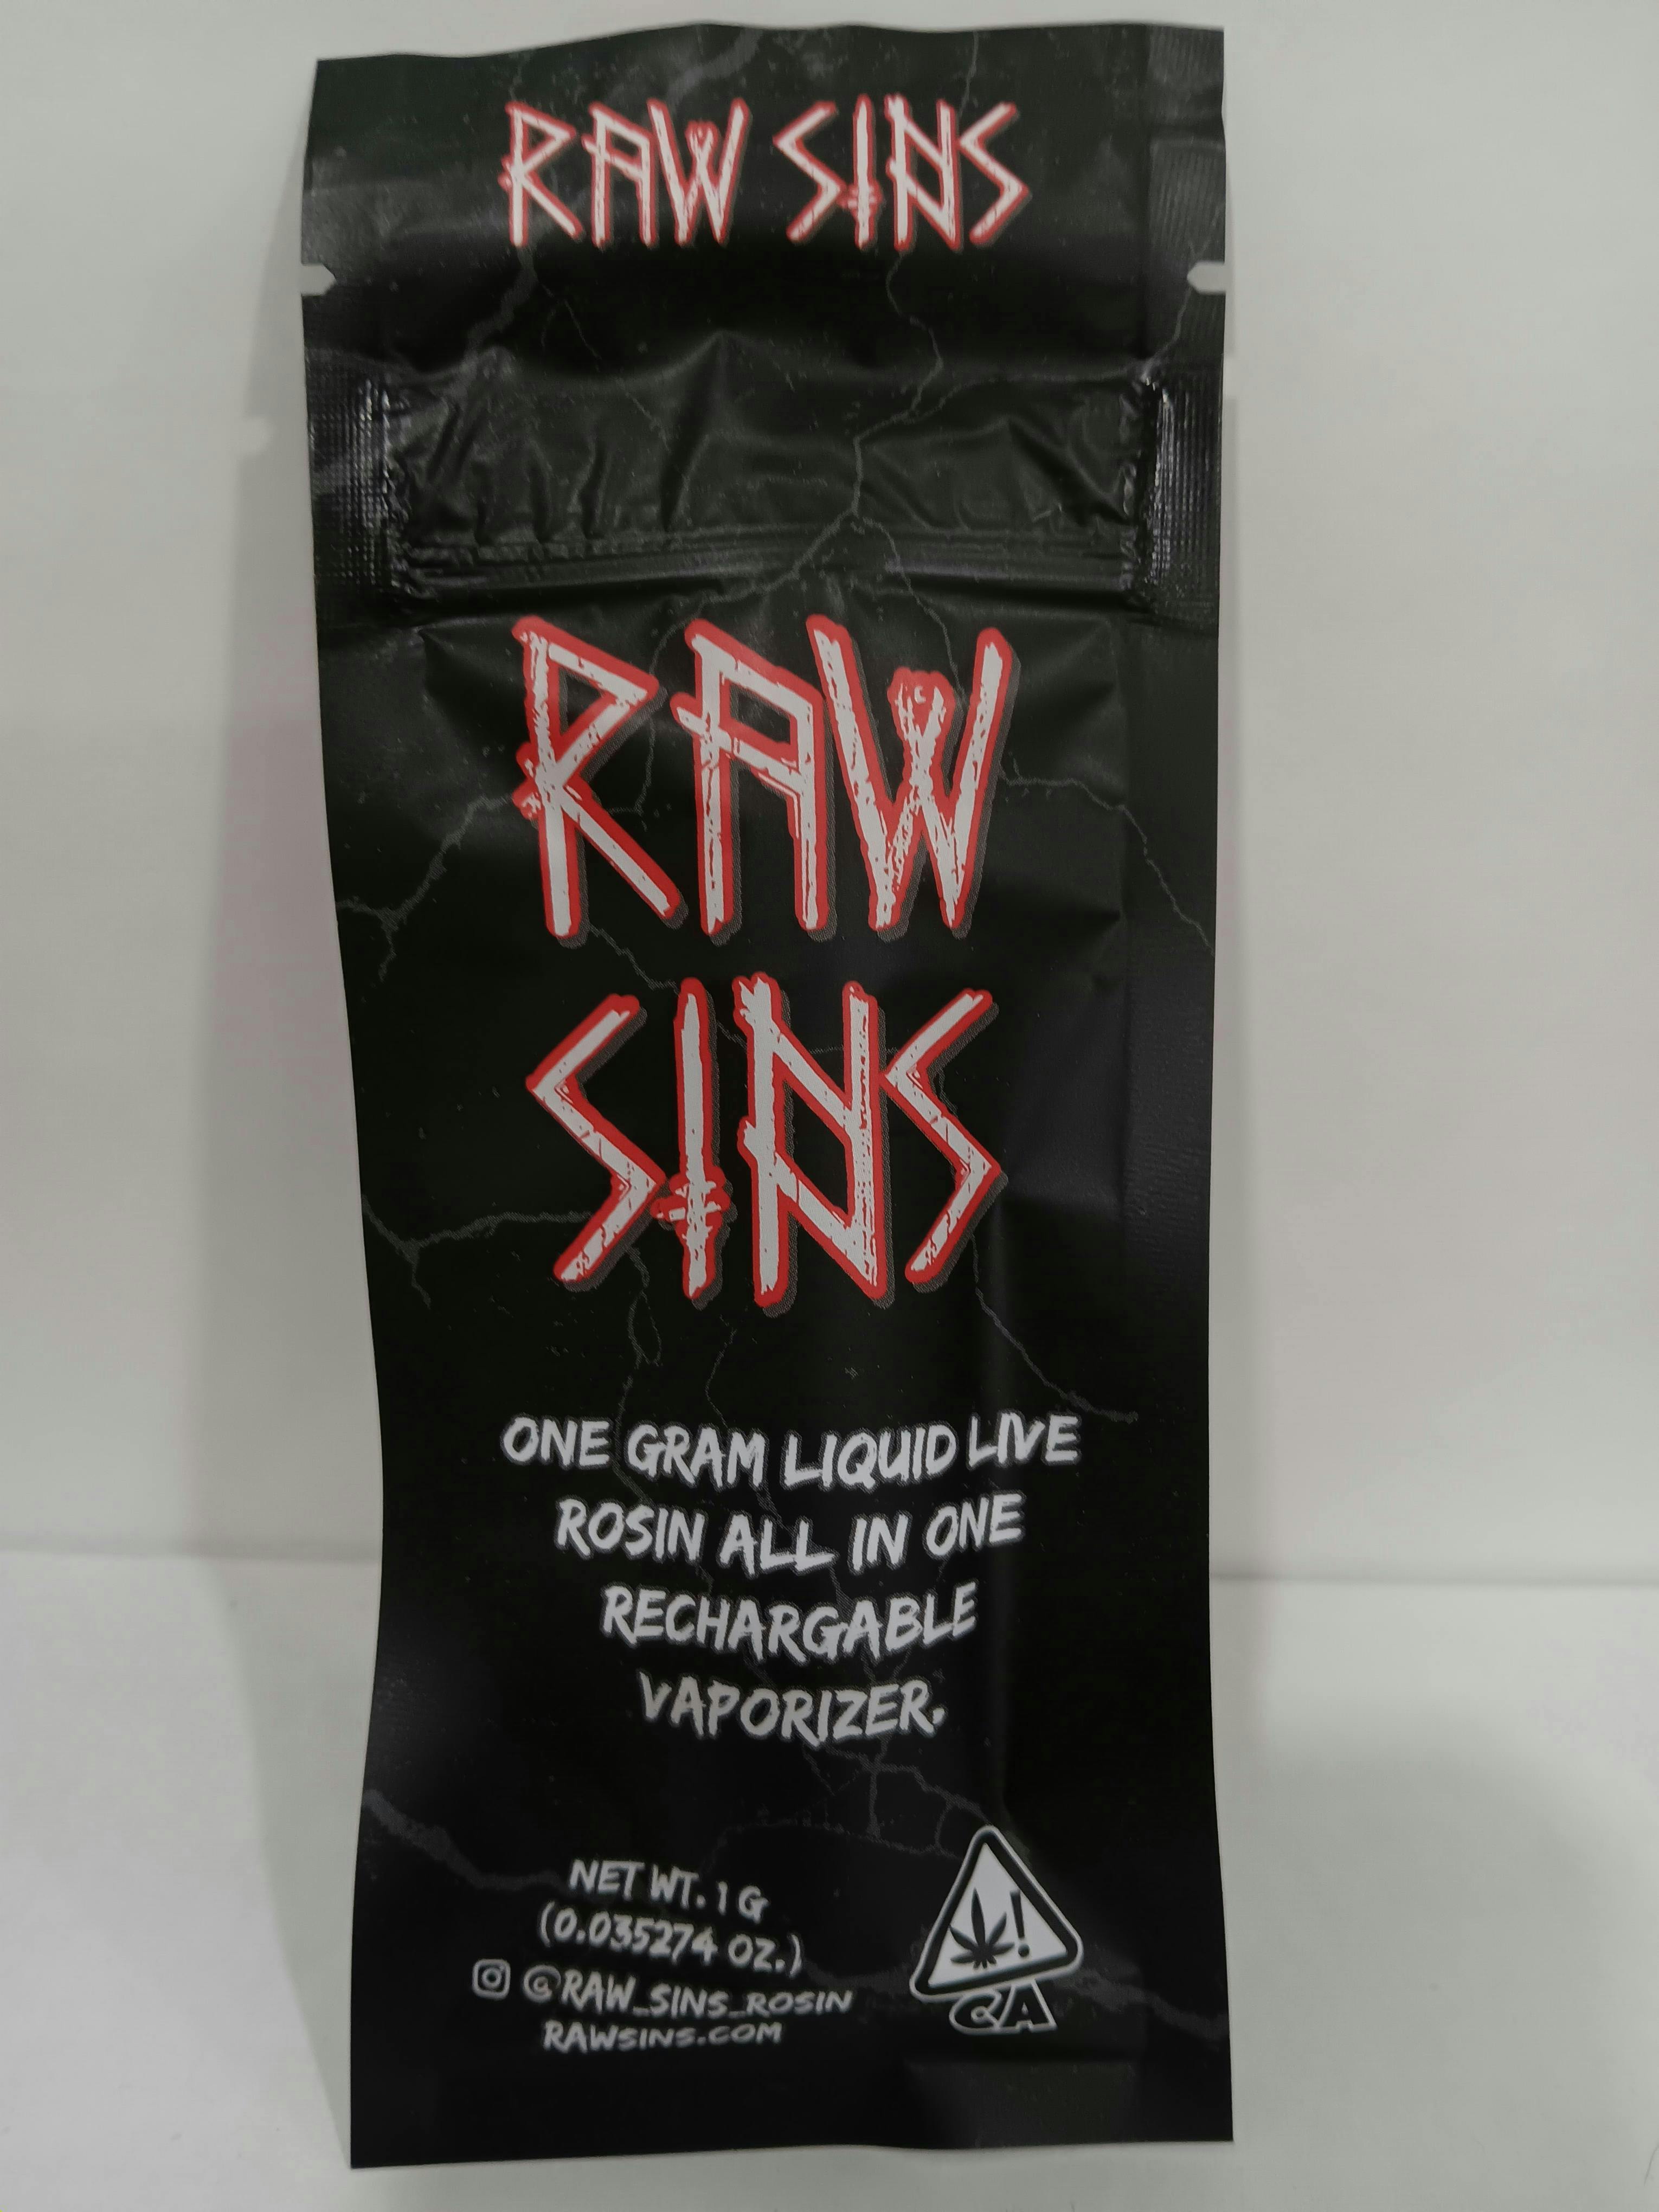 RAW SINS
RAW
SINS
ONE GRAM LIQUID LIVE
ROSIN ALL IN ONE
RECHARGABLE
VAPORIZER.
NET WT. 1 G
(0.035274 OZ.)
@RAW_SINS_ROSIN
RAWSINS.COM
!
CA